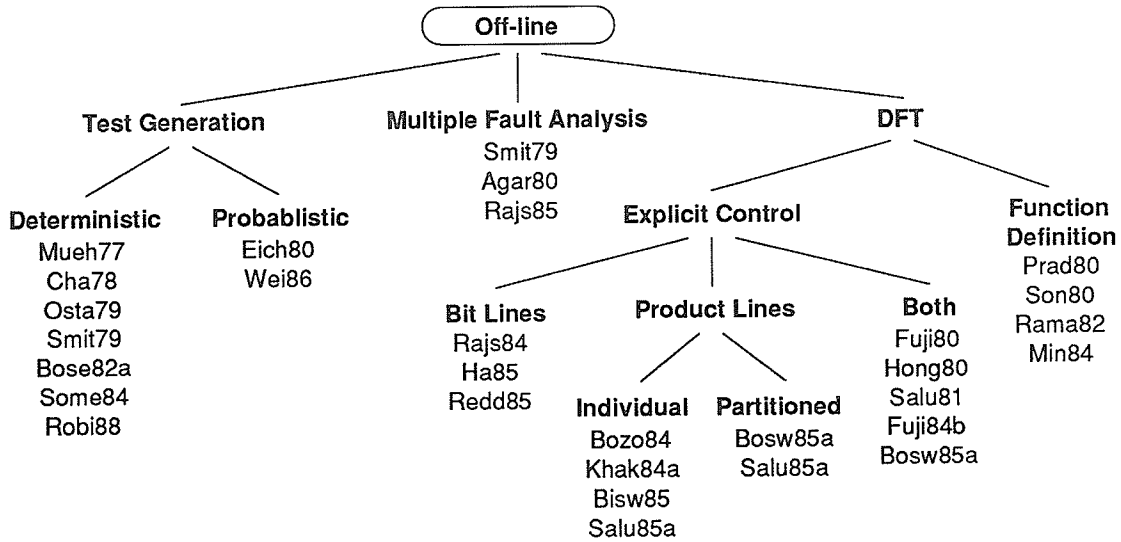 Off-line
Test Generation
Multiple Fault Analysis
Smit79
Agar80
Rajs85
DFT
Deterministic
Mueh77
Cha78
Osta79
Smit79
Bose82a
Some84
Robi88
Probablistic
Eich80
Wei86
Explicit Control
Function
Definition
Prad80
Son80
Rama82
Min84
Bit Lines
Rajs84
Ha85
Redd85
Product Lines
Individual
Bozo84
Khak84a
Bisw85
Salu85a
Partitioned
Bosw85a
Salu85a
Both
Fuji80
Hong80
Salu81
Fuji84b
Bosw85a